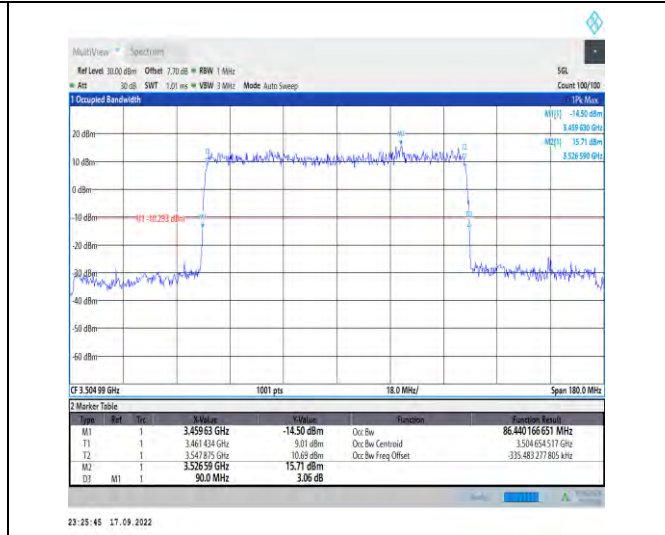 MultiView Spectrum
Ref Level 30.00 dBm Offset 7.70 dB RBW 1 MHz SGL
Att 30 dB SWT 1.01 ms VBW 3 MHz Mode Auto Sweep Count 100/100
1 Occupied Bandwidth 1Pk Max
M1[1] -14.50 dBm
3.459 630 GHz
20 dBm M2[1] 15.71 dBm
3.526 590 GHz
M2
T1
T2
10 dBm
0 dBm
-10 dBm H1 -10.293 dBm M1 D3
-20 dBm
-30 dBm
-40 dBm
-50 dBm
-60 dBm
CF 3.504 99 GHz 1001 pts 18.0 MHz/ Span 180.0 MHz
2 Marker Table
Type Ref Trc X-Value Y-Value Function Function Result
M1 1 3.459 63 GHz -14.50 dBm Occ Bw 86.440 166 651 MHz
T1 1 3.461 434 GHz 9.01 dBm Occ Bw Centroid 3.504 654 517 GHz
T2 1 3.547 875 GHz 10.69 dBm Occ Bw Freq Offset -335.483 277 805 kHz
M2 1 3.526 59 GHz 15.71 dBm
D3 M1 1 90.0 MHz 3.06 dB
Ready
23:25:45 17.09.2022